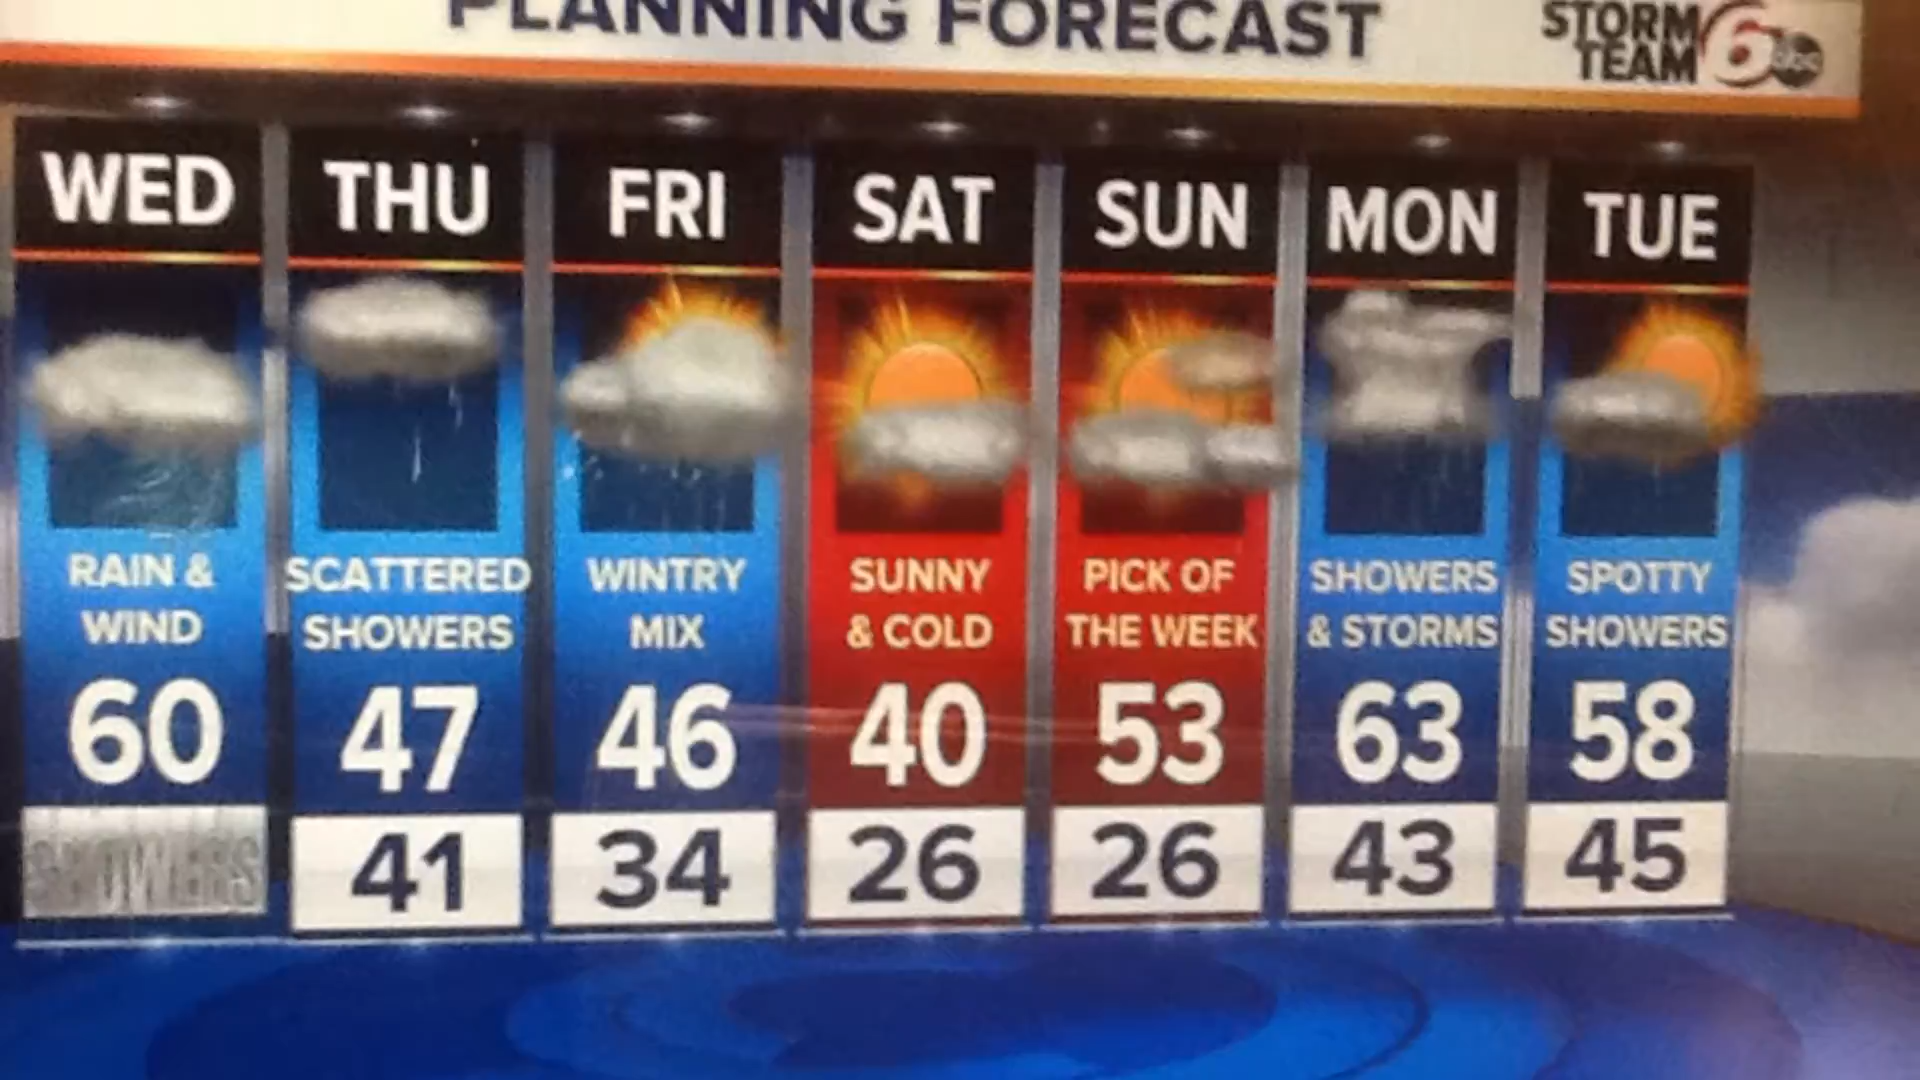 PLANNING FORECAST
STORM
TEAM 6 abc
WED THU FRI SAT SUN MON TUE
RAIN &
WIND
60
SHOWERS
SCATTERED
SHOWERS
47
41
WINTRY
MIX
46
34
SUNNY
& COLD
40
26
PICK OF
THE WEEK
53
26
SHOWERS
& STORMS
63
43
SPOTTY
SHOWERS
58
45